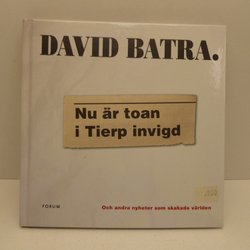 DAVID BATRA.
Nu är toan
i Tierp invigd
Och andra nyheter som skakade världen
FORUM